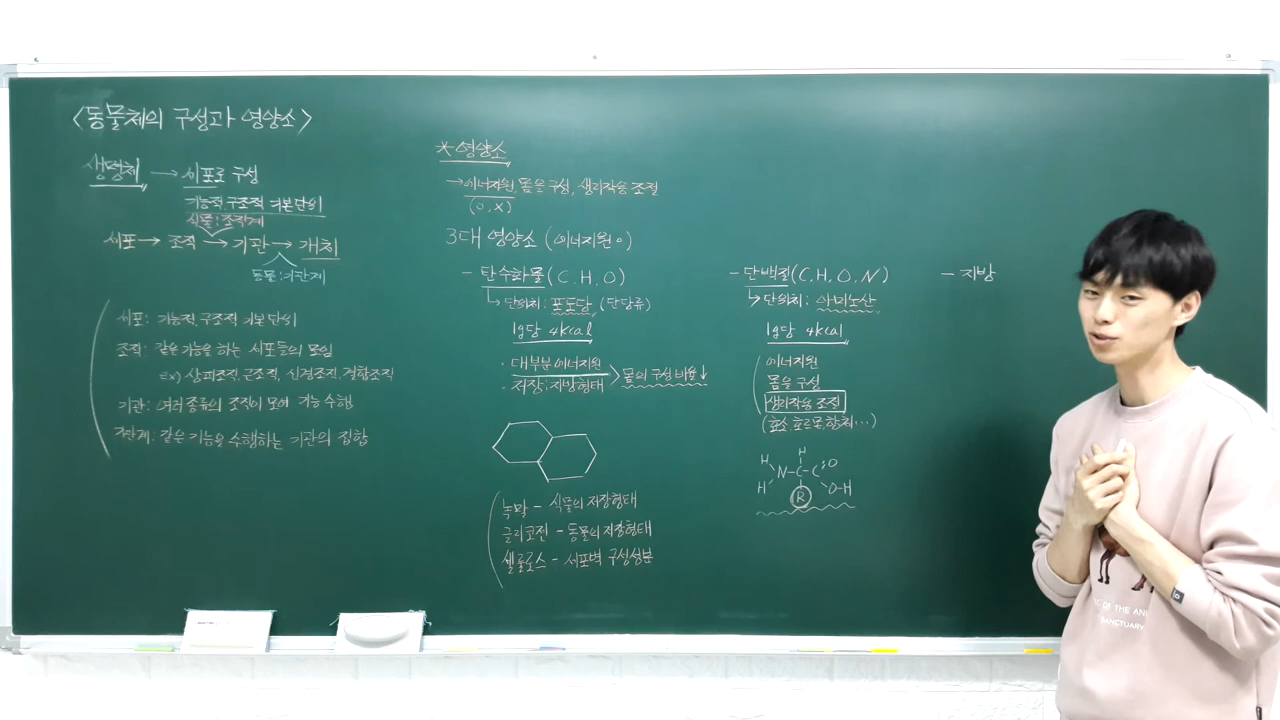 <동물체의 구성과 영양소>
생명체 → 세포로 구성
기능적 구조적 기본단위
식물:조직계
세포 → 조직 → 기관 → 개체
동물:기관계
세포: 기능적, 구조적 기본단위
조직: 같은 기능을 하는 세포들의 모임
ex) 상피조직, 근조직, 신경조직, 결합조직
기관: 여러 종류의 조직이 모여 기능 수행
기관계: 같은 기능을 수행하는 기관의 집합
* 영양소
→ 에너지원, 몸을 구성, 생리작용 조절
(O, X)
3대 영양소 (에너지원 o)
- 탄수화물 (C, H, O)
↳ 단위체: 포도당, (단당류)
1g당 4kcal
· 대부분 에너지원
· 저장: 지방형태
> 몸의 구성 비율↓
녹말 - 식물의 저장형태
글리코젠 - 동물의 저장형태
셀룰로스 - 세포벽 구성성분
- 단백질 (C, H, O, N)
↳ 단위체: 아미노산
1g당 4kcal
에너지원
몸을 구성
생리작용 조절
(효소, 호르몬, 항체…)
H H O
N-C-C
H R O-H
- 지방
OF THE ANI
SANCTUARY